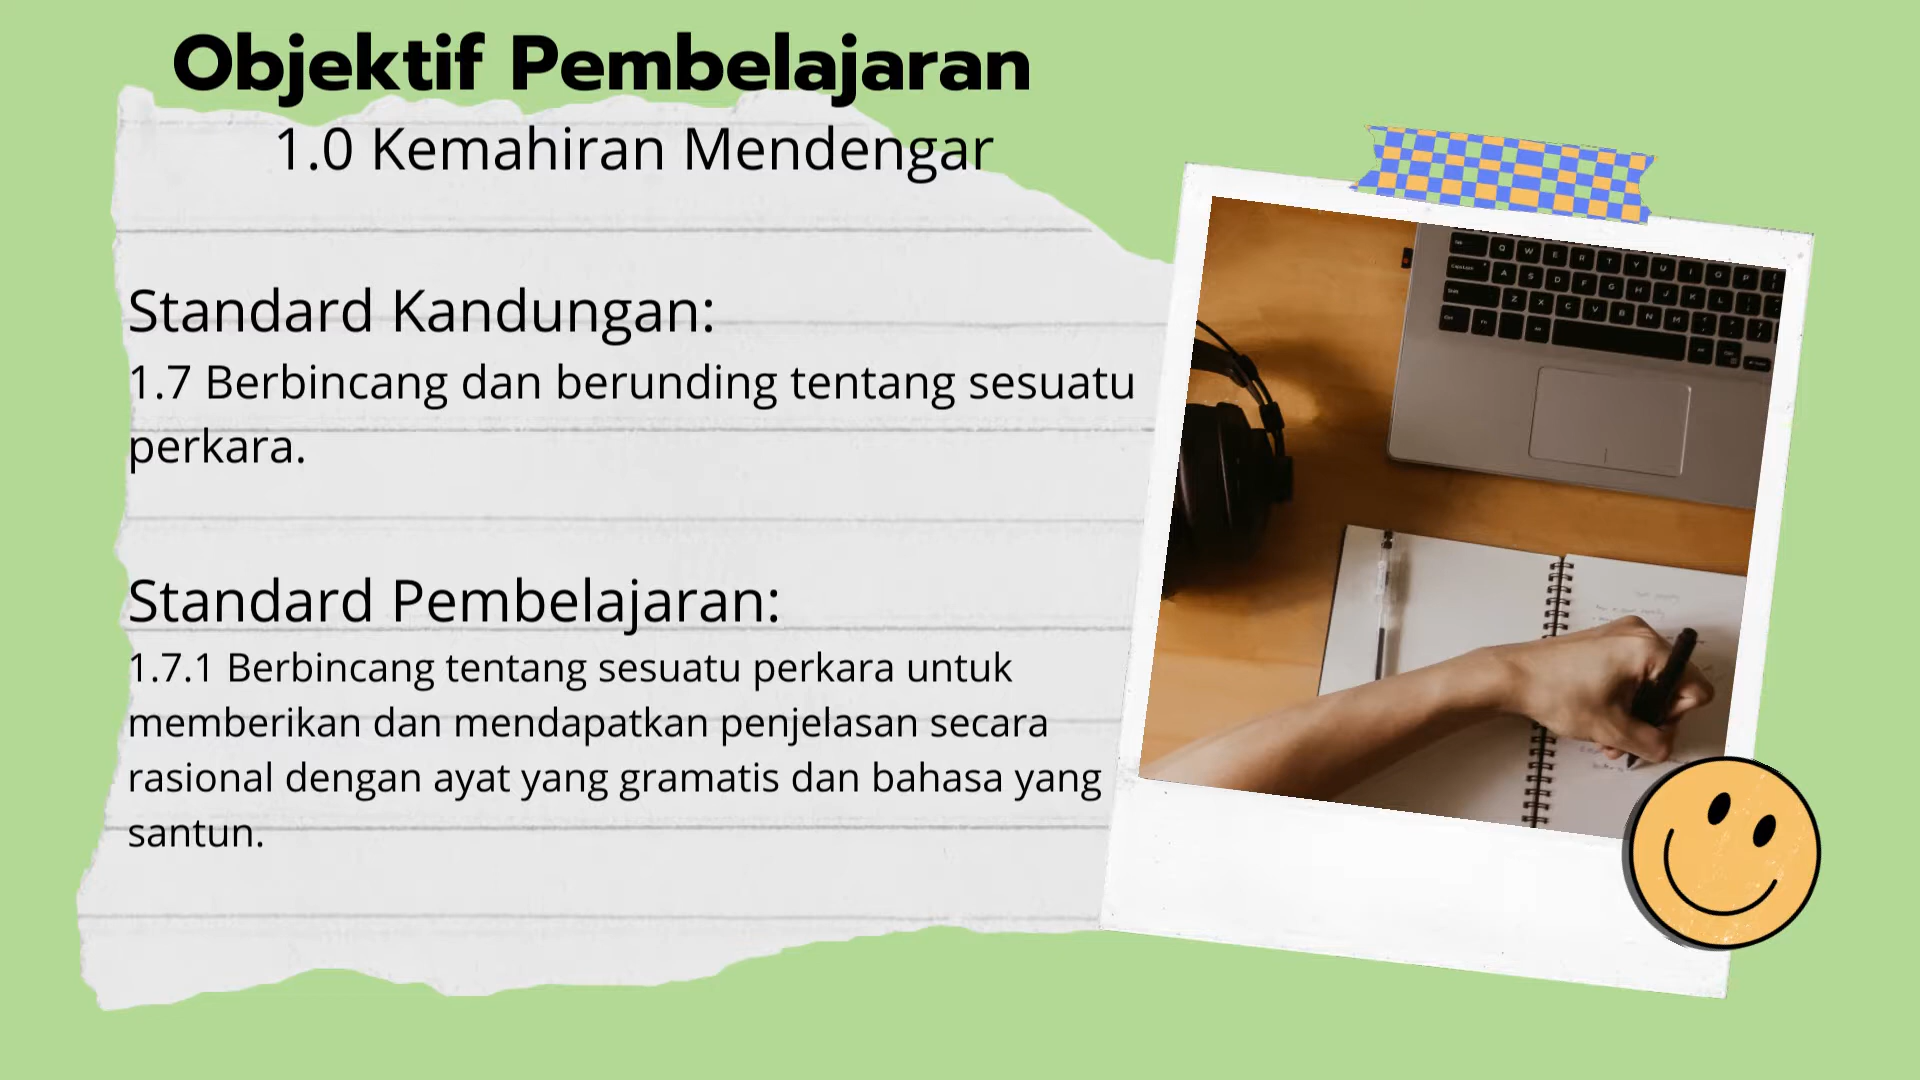 Objektif Pembelajaran
1.0 Kemahiran Mendengar
Standard Kandungan:
1.7 Berbincang dan berunding tentang sesuatu
perkara.
Standard Pembelajaran:
1.7.1 Berbincang tentang sesuatu perkara untuk
memberikan dan mendapatkan penjelasan secara
rasional dengan ayat yang gramatis dan bahasa yang
santun.